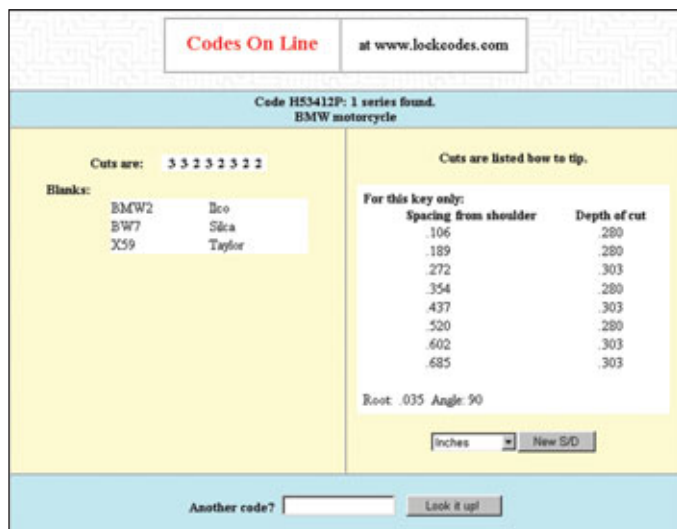 Codes On Line
at www.lockcodes.com
Code H53412P: 1 series found.
BMW motorcycle
Cuts are: 3 3 2 3 2 3 2 2
Blanks:
BMW2 Ilco
BW7 Silca
X59 Taylor
Cuts are listed bow to tip.
For this key only:
Spacing from shoulder Depth of cut
.106 .280
.189 .280
.272 .303
.354 .280
.437 .303
.520 .280
.602 .303
.685 .303
Root: .035 Angle: 90
Inches New S/D
Another code? Look it up!